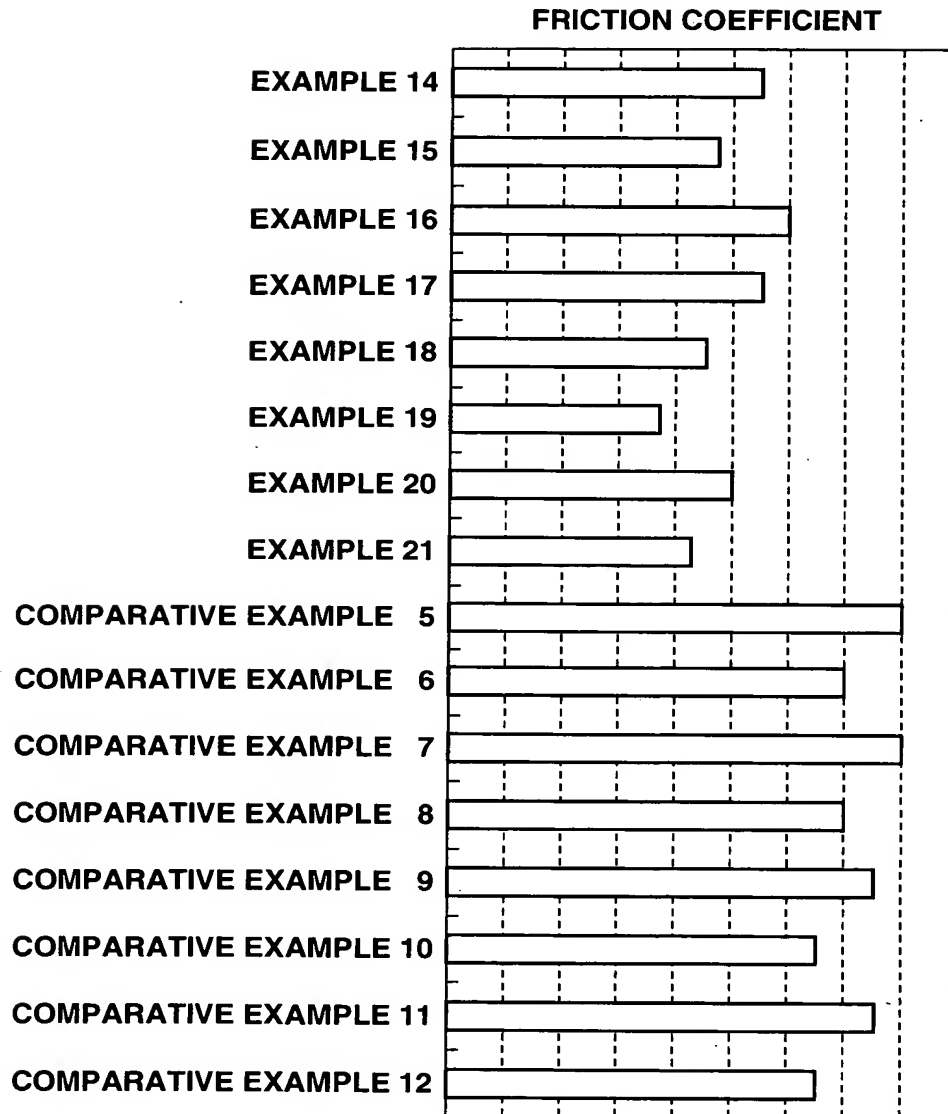 FRICTION COEFFICIENT
EXAMPLE 14
EXAMPLE 15
EXAMPLE 16
EXAMPLE 17
EXAMPLE 18
EXAMPLE 19
EXAMPLE 20
EXAMPLE 21
COMPARATIVE EXAMPLE 5
COMPARATIVE EXAMPLE 6
COMPARATIVE EXAMPLE 7
COMPARATIVE EXAMPLE 8
COMPARATIVE EXAMPLE 9
COMPARATIVE EXAMPLE 10
COMPARATIVE EXAMPLE 11
COMPARATIVE EXAMPLE 12